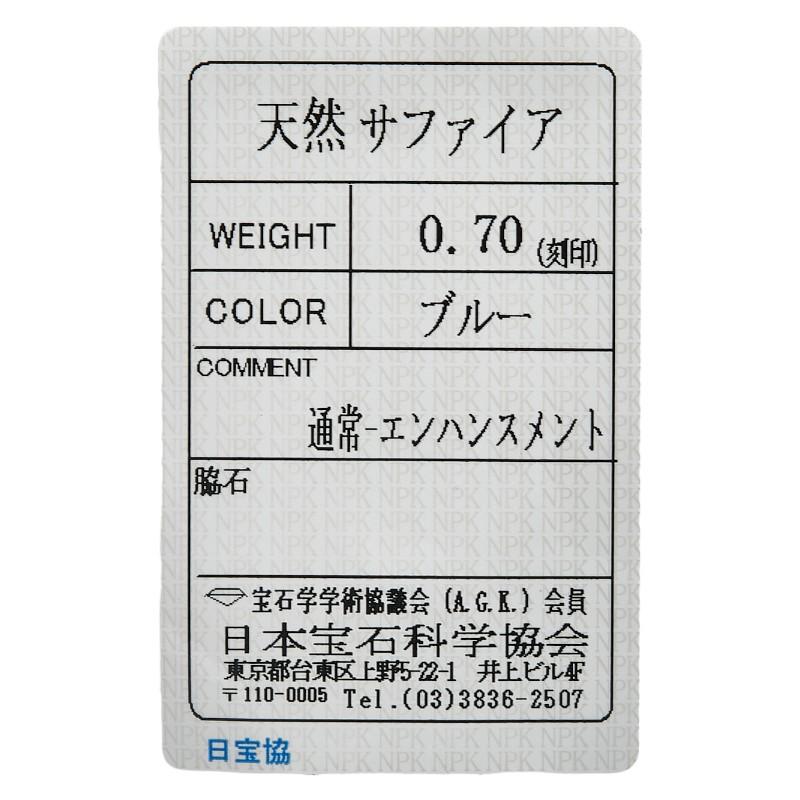 天然 サファイア
WEIGHT 0.70 (刻印)
COLOR ブルー
COMMENT
通常-エンハンスメント
脇石
宝石学学術協議会 (A.G.K.) 会員
日本宝石科学協会
東京都台東区上野5-22-1 井上ビル4F
〒110-0005 Tel.(03)3836-2507
日宝協